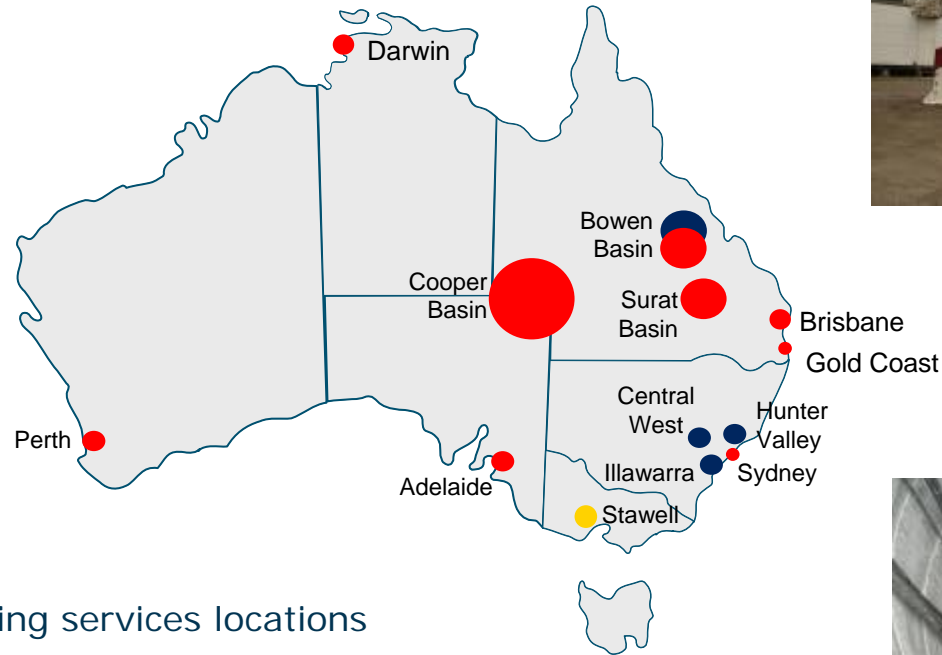 Darwin
Bowen
Basin
Cooper
Basin
Surat
Basin
Brisbane
Gold Coast
Central
West
Hunter
Valley
Perth
Adelaide
Illawarra
Sydney
Stawell
ing services locations